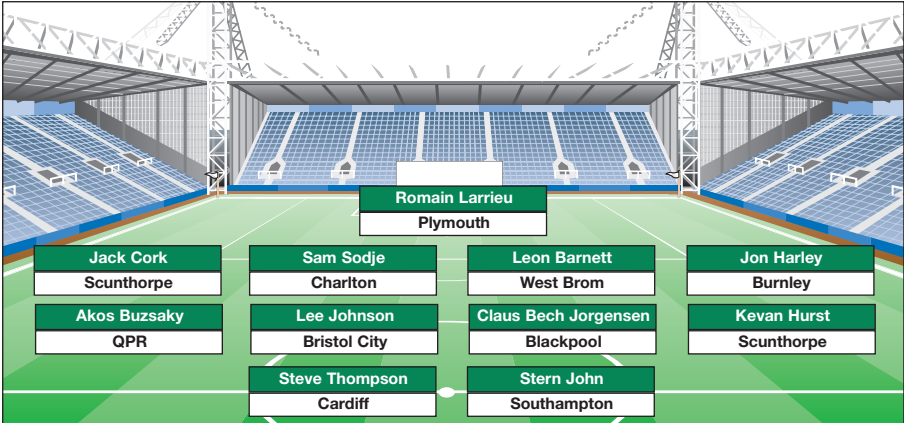 Romain Larrieu
Plymouth
Jack Cork
Scunthorpe
Sam Sodje
Charlton
Leon Barnett
West Brom
Jon Harley
Burnley
Akos Buzsaky
QPR
Lee Johnson
Bristol City
Claus Bech Jorgensen
Blackpool
Kevan Hurst
Scunthorpe
Steve Thompson
Cardiff
Stern John
Southampton